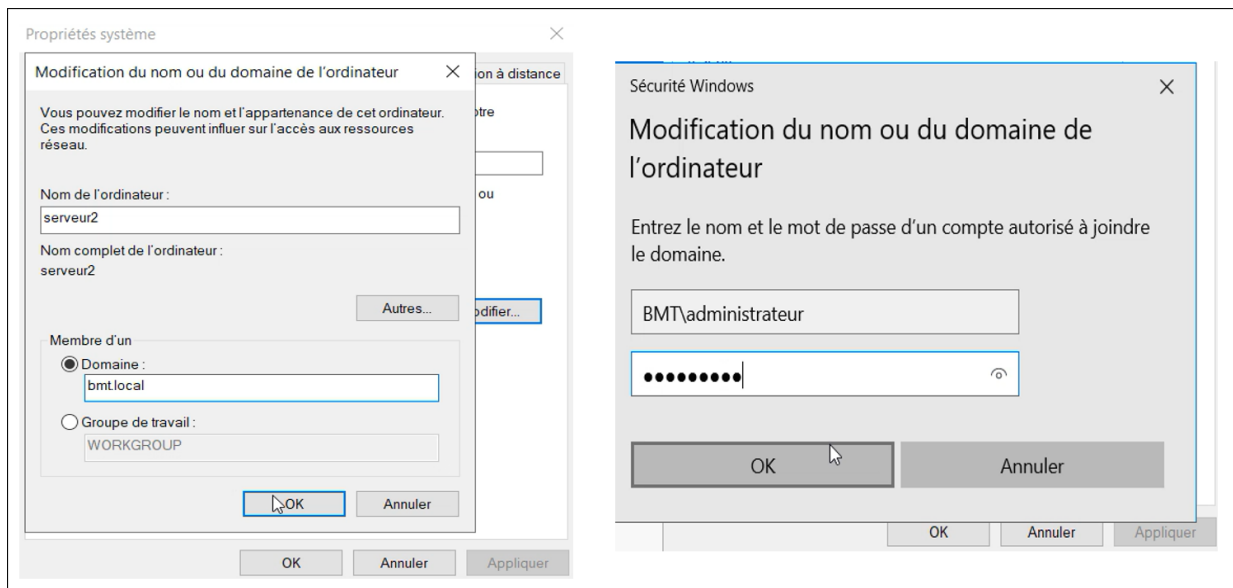 Propriétés système
Modification du nom ou du domaine de l'ordinateur
ion à distance
Vous pouvez modifier le nom et l'appartenance de cet ordinateur.
Ces modifications peuvent influer sur l'accès aux ressources
réseau.
otre
ou
Nom de l'ordinateur :
serveur2
Nom complet de l'ordinateur :
serveur2
Autres...
odifier...
Membre d'un
Domaine :
bmt.local
Groupe de travail :
WORKGROUP
OK
Annuler
OK
Annuler
Appliquer
Sécurité Windows
Modification du nom ou du domaine de
l'ordinateur
Entrez le nom et le mot de passe d'un compte autorisé à joindre
le domaine.
BMT\administrateur
●●●●●●●●●
OK
Annuler
OK
Annuler
Appliquer